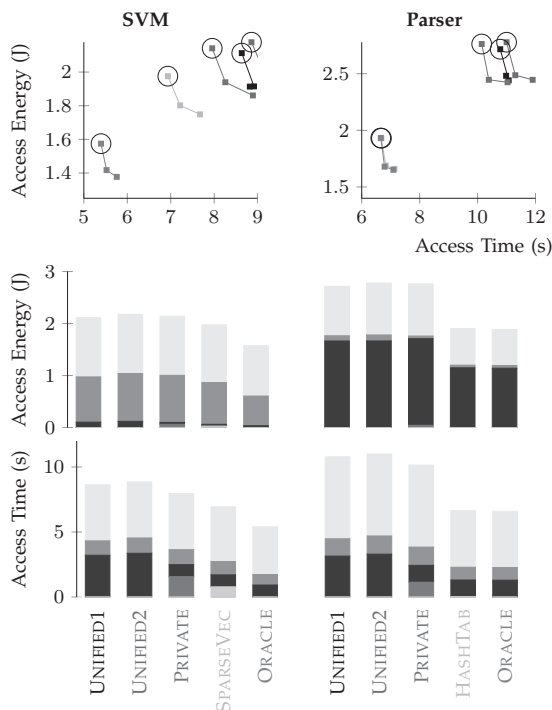 SVM
Parser
Access Energy (J)
2
1.8
1.6
1.4
5
6
7
8
9
2.5
2
1.5
6
8
10
12
Access Time (s)
Access Energy (J)
3
2
1
0
Access Time (s)
10
5
0
UNIFIED1
UNIFIED2
PRIVATE
SPARSEVEC
ORACLE
UNIFIED1
UNIFIED2
PRIVATE
HASHTAB
ORACLE